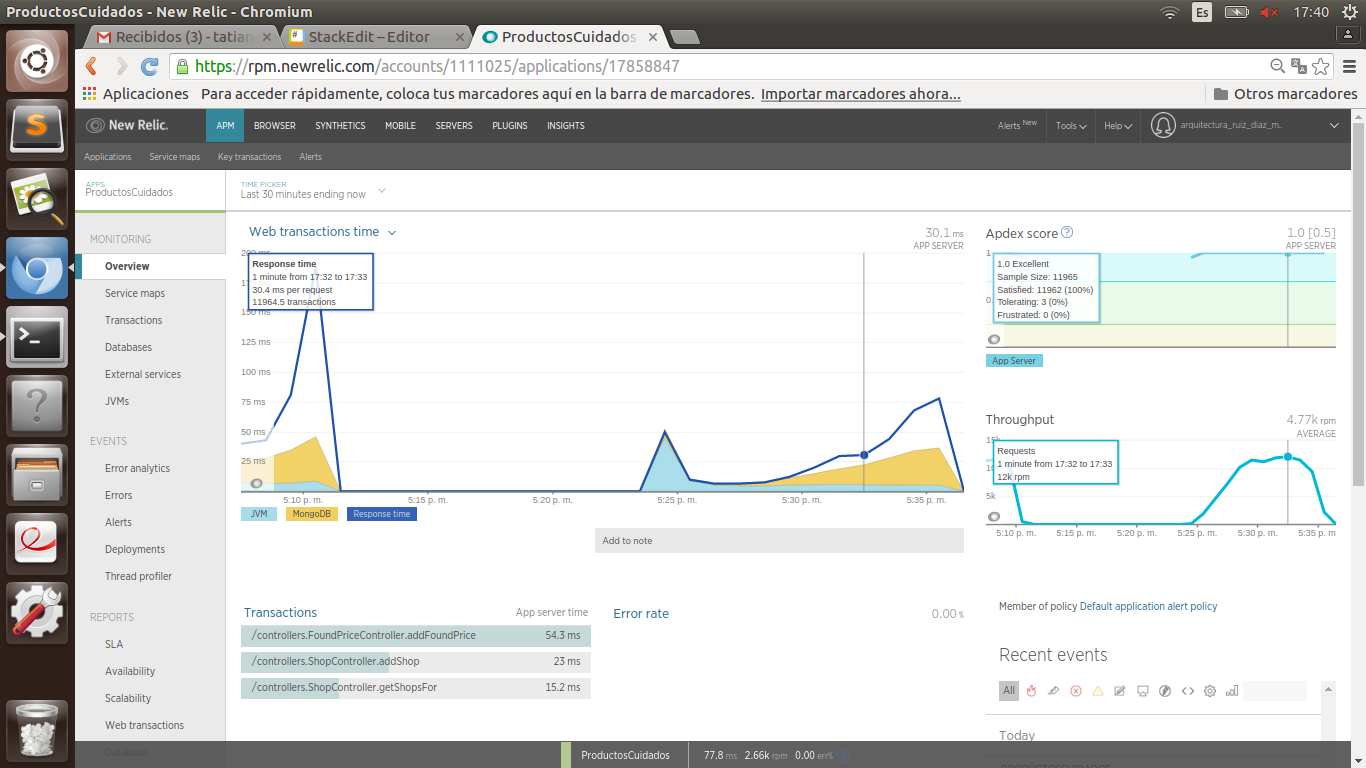 ProductosCuidados - New Relic - Chromium
Es
17:40
Recibidos (3) - tatian
StackEdit – Editor
ProductosCuidados
https://rpm.newrelic.com/accounts/1111025/applications/17858847
Aplicaciones Para acceder rápidamente, coloca tus marcadores aquí en la barra de marcadores. Importar marcadores ahora...
Otros marcadores
New Relic.
APM BROWSER SYNTHETICS MOBILE SERVERS PLUGINS INSIGHTS
Alerts New Tools Help arquitectura_ruiz_diaz_m..
Applications Service maps Key transactions Alerts
APPS
ProductosCuidados
TIME PICKER
Last 30 minutes ending now
MONITORING
Overview
Service maps
Transactions
Databases
External services
JVMs
EVENTS
Error analytics
Errors
Alerts
Deployments
Thread profiler
REPORTS
SLA
Availability
Scalability
Web transactions
Database
Web transactions time
30.1 ms
APP SERVER
Response time
1 minute from 17:32 to 17:33
30.4 ms per request
11964.5 transactions
150 ms
125 ms
100 ms
75 ms
50 ms
25 ms
5:10 p. m. 5:15 p. m. 5:20 p. m. 5:25 p. m. 5:30 p. m. 5:35 p. m.
JVM MongoDB Response time
Add to note
Apdex score ?
1.0 [0.5]
APP SERVER
1
1.0 Excellent
Sample Size: 11965
Satisfied: 11962 (100%)
Tolerating: 3 (0%)
Frustrated: 0 (0%)
App Server
Throughput
4.77k rpm
AVERAGE
Requests
1 minute from 17:32 to 17:33
12k rpm
5k
5:10 p. m. 5:15 p. m. 5:20 p. m. 5:25 p. m. 5:30 p. m. 5:35 p. m
Transactions
App server time
/controllers.FoundPriceController.addFoundPrice 54.3 ms
/controllers.ShopController.addShop 23 ms
/controllers.ShopController.getShopsFor 15.2 ms
Error rate
0.00 %
Member of policy Default application alert policy
Recent events
All
Today
ProductosCuidados 77.8 ms 2.66k rpm 0.00 err%